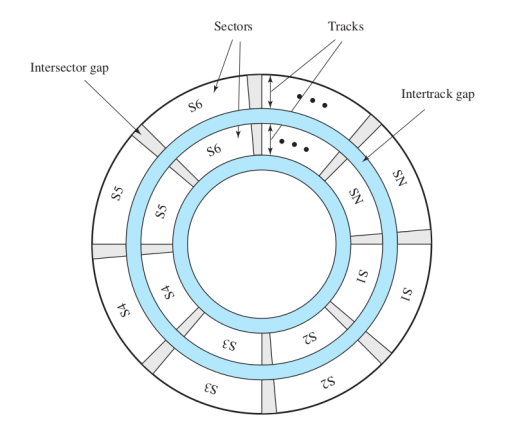 Sectors
Tracks
Intersector gap
Intertrack gap
S6
• • •
SN
S6
• • •
SN
S5
S5
S4
S4
S1
S1
S3
S2
S3
S2